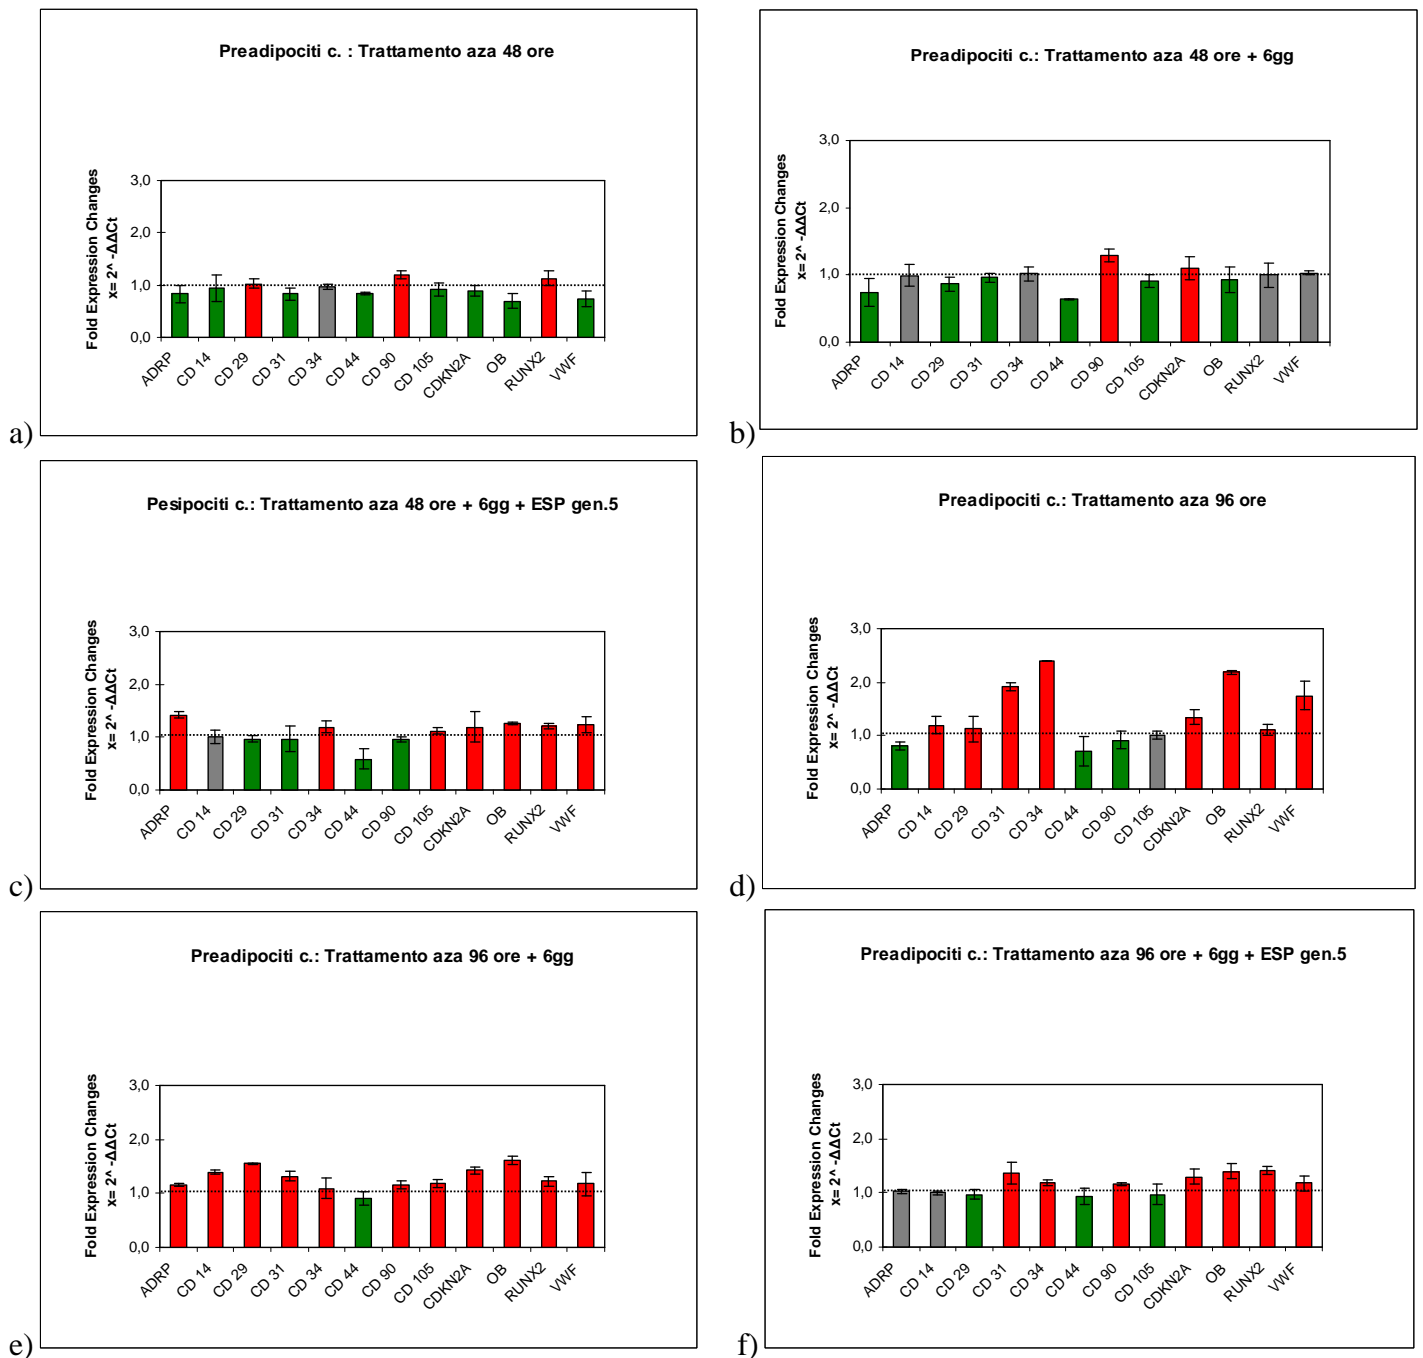 Preadipociti c. : Trattamento aza 48 ore
Fold Expression Changes
x= 2^ -ΔΔCt
3,0
2,0
1,0
0,0
ADRP
CD 14
CD 29
CD 31
CD 34
CD 44
CD 90
CD 105
CDKN2A
OB
RUNX2
VWF
a)
Preadipociti c.: Trattamento aza 48 ore + 6gg
Fold Expression Changes
x= 2^ -ΔΔCt
3,0
2,0
1,0
0,0
ADRP
CD 14
CD 29
CD 31
CD 34
CD 44
CD 90
CD 105
CDKN2A
OB
RUNX2
VWF
b)
Pesipociti c.: Trattamento aza 48 ore + 6gg + ESP gen.5
Fold Expression Changes
x= 2^ -ΔΔCt
3,0
2,0
1,0
0,0
ADRP
CD 14
CD 29
CD 31
CD 34
CD 44
CD 90
CD 105
CDKN2A
OB
RUNX2
VWF
c)
Preadipociti c.: Trattamento aza 96 ore
Fold Expression Changes
x= 2^ -ΔΔCt
3,0
2,0
1,0
0,0
ADRP
CD 14
CD 29
CD 31
CD 34
CD 44
CD 90
CD 105
CDKN2A
OB
RUNX2
VWF
d)
Preadipociti c.: Trattamento aza 96 ore + 6gg
Fold Expression Changes
x= 2^ -ΔΔCt
3,0
2,0
1,0
0,0
ADRP
CD 14
CD 29
CD 31
CD 34
CD 44
CD 90
CD 105
CDKN2A
OB
RUNX2
VWF
e)
Preadipociti c.: Trattamento aza 96 ore + 6gg + ESP gen.5
Fold Expression Changes
x= 2^ -ΔΔCt
3,0
2,0
1,0
0,0
ADRP
CD 14
CD 29
CD 31
CD 34
CD 44
CD 90
CD 105
CDKN2A
OB
RUNX2
VWF
f)